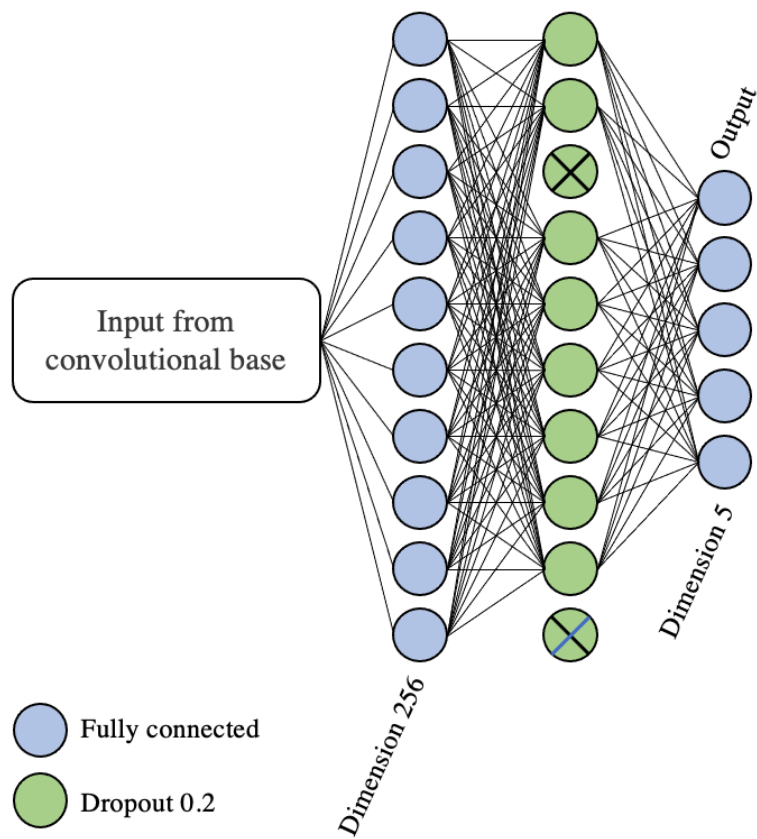 Output
Input from
convolutional base
Dimension 5
Dimension 256
Fully connected
Dropout 0.2